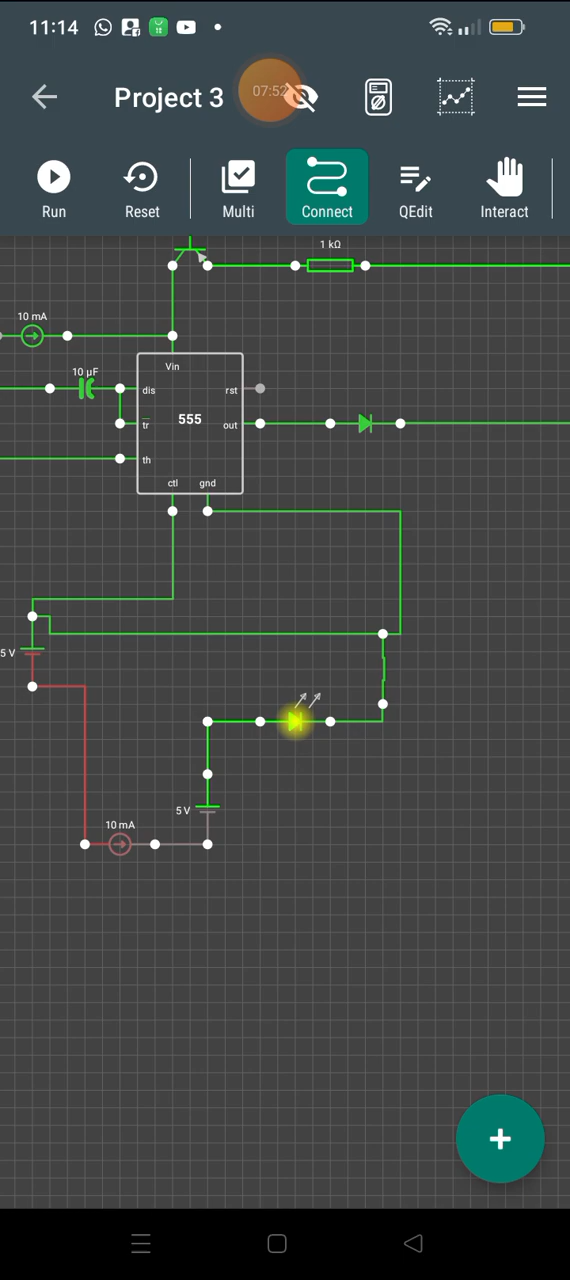 11:14
Project 3
07:52
Run
Reset
Multi
Connect
QEdit
Interact
1 kΩ
10 mA
Vin
10 µF
dis
rst
555
tr
out
th
ctl
gnd
5 V
5 V
10 mA